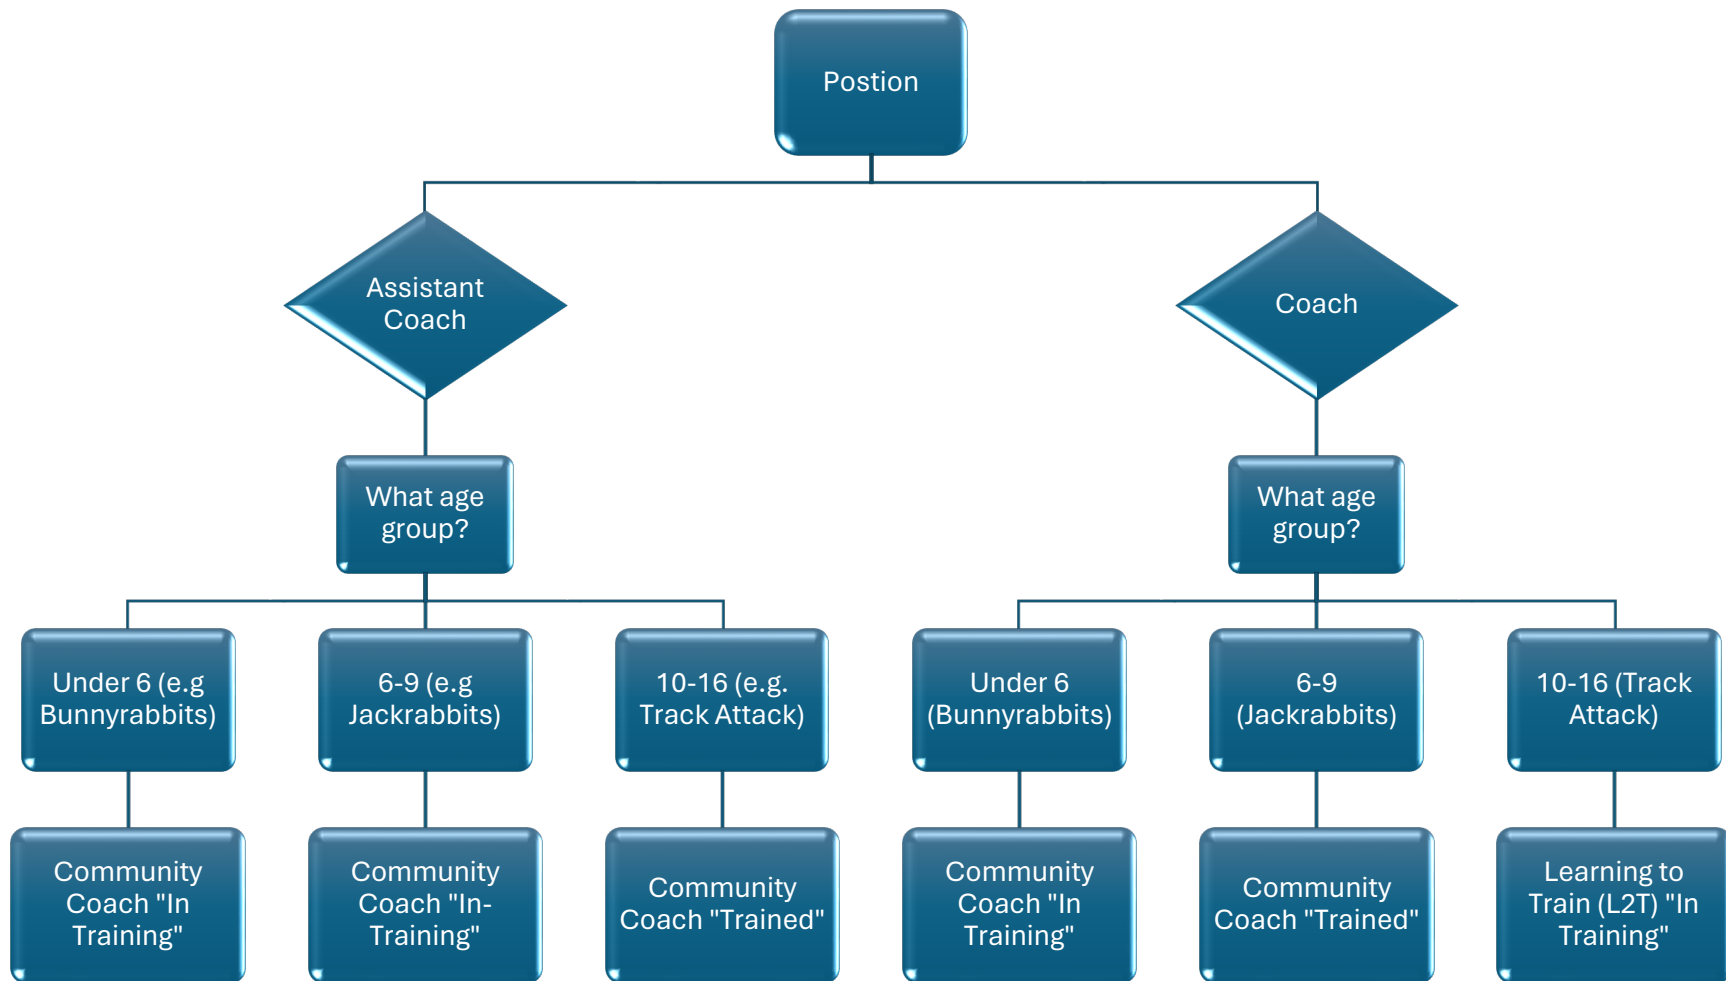 Postion
Assistant
Coach
Coach
What age
group?
What age
group?
Under 6 (e.g
Bunnyrabbits)
6-9 (e.g
Jackrabbits)
10-16 (e.g.
Track Attack)
Under 6
(Bunnyrabbits)
6-9
(Jackrabbits)
10-16 (Track
Attack)
Community
Coach "In
Training"
Community
Coach "In-
Training"
Community
Coach "Trained"
Community
Coach "In
Training"
Community
Coach "Trained"
Learning to
Train (L2T) "In
Training"